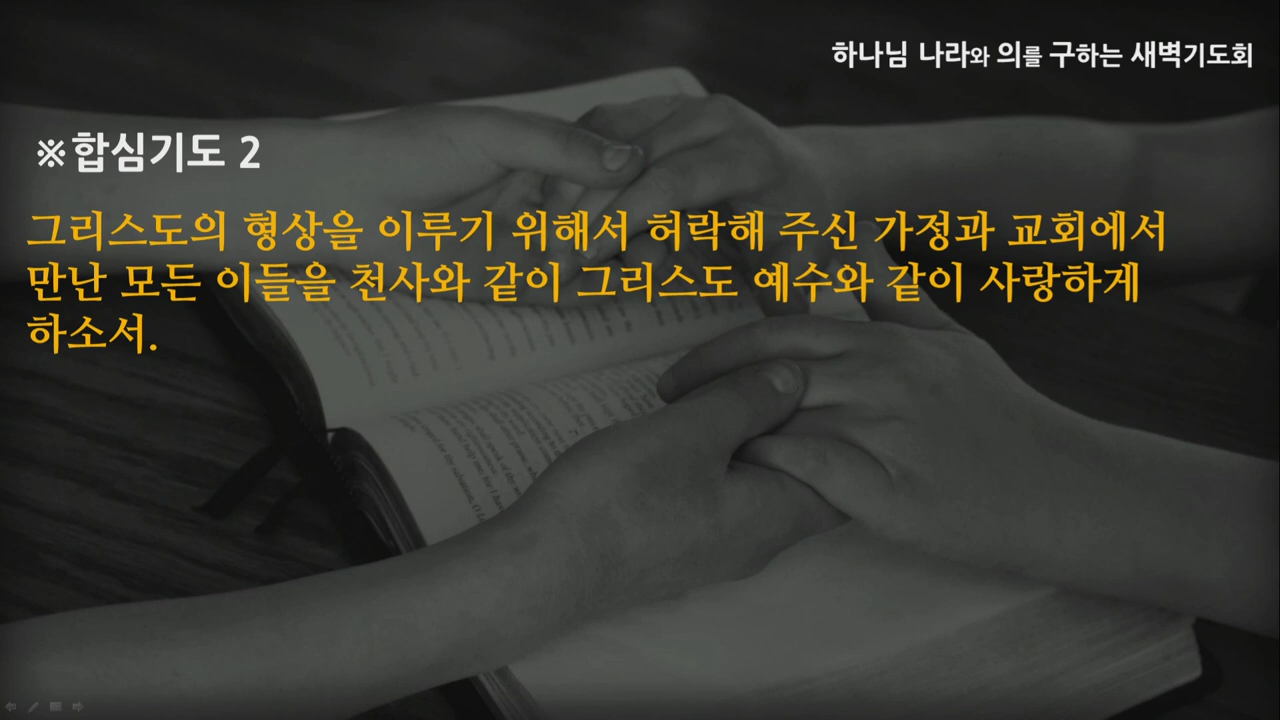 하나님 나라와 의를 구하는 새벽기도회
※합심기도 2
그리스도의 형상을 이루기 위해서 허락해 주신 가정과 교회에서
만난 모든 이들을 천사와 같이 그리스도 예수와 같이 사랑하게
하소서.